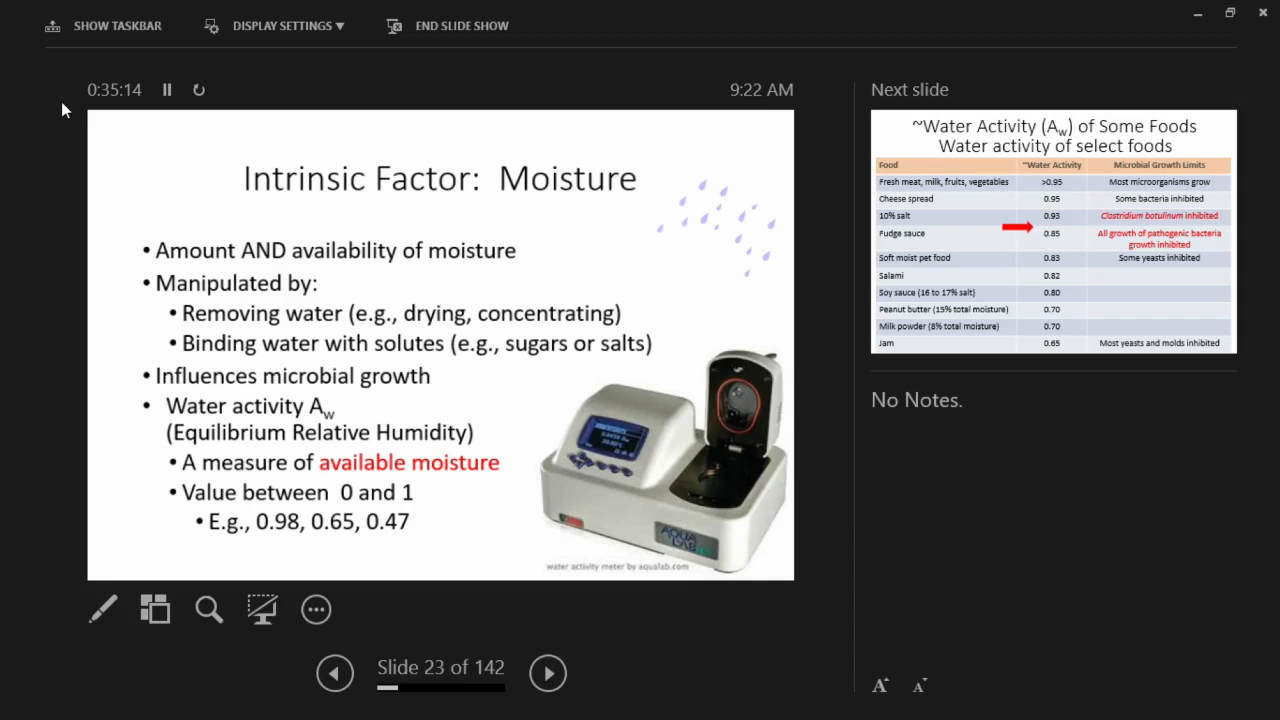 SHOW TASKBAR
DISPLAY SETTINGS ▼
END SLIDE SHOW
0:35:14
9:22 AM
Intrinsic Factor: Moisture
• Amount AND availability of moisture
• Manipulated by:
• Removing water (e.g., drying, concentrating)
• Binding water with solutes (e.g., sugars or salts)
• Influences microbial growth
• Water activity Aw
(Equilibrium Relative Humidity)
• A measure of available moisture
• Value between 0 and 1
• E.g., 0.98, 0.65, 0.47
AQUA
LAB
water activity meter by aqualab.com
Slide 23 of 142
Next slide
~Water Activity (Aw) of Some Foods
Water activity of select foods
Food ~Water Activity Microbial Growth Limits
Fresh meat, milk, fruits, vegetables >0.95 Most microorganisms grow
Cheese spread 0.95 Some bacteria inhibited
10% salt 0.93 Clostridium botulinum inhibited
Fudge sauce 0.85 All growth of pathogenic bacteria
growth inhibited
Soft moist pet food 0.83 Some yeasts inhibited
Salami 0.82
Soy sauce (16 to 17% salt) 0.80
Peanut butter (15% total moisture) 0.70
Milk powder (8% total moisture) 0.70
Jam 0.65 Most yeasts and molds inhibited
No Notes.
A A